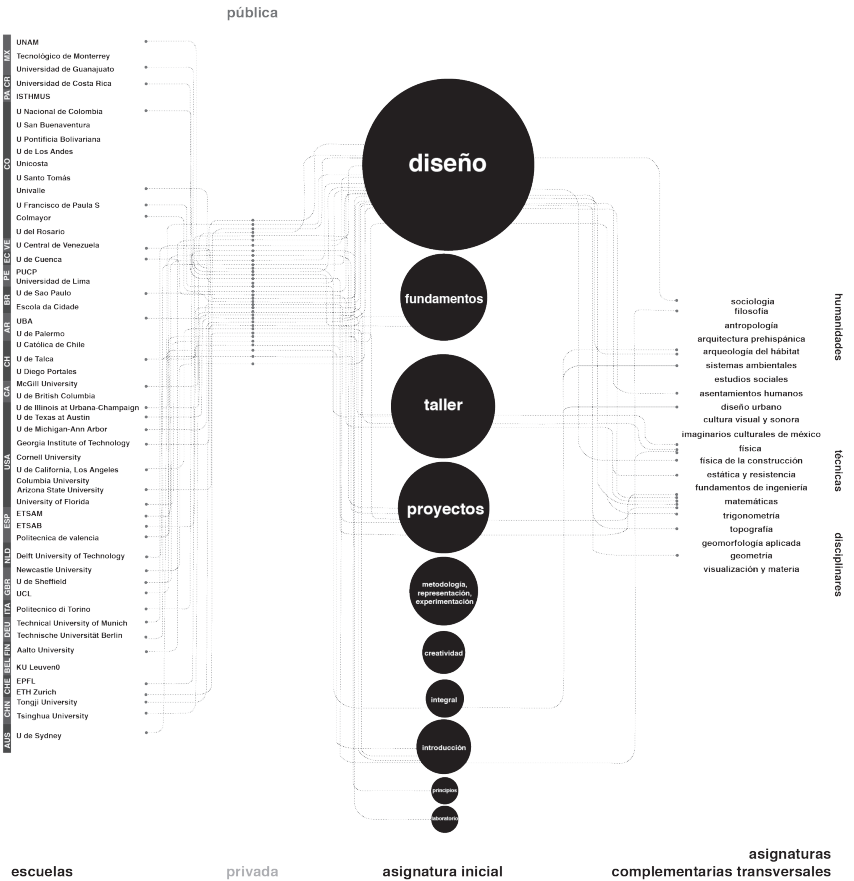 pública
MX
UNAM
Tecnológico de Monterrey
Universidad de Guanajuato
CR
Universidad de Costa Rica
PA
ISTHMUS
CO
U Nacional de Colombia
U San Buenaventura
U Pontificia Bolivariana
U de Los Andes
Unicosta
U Santo Tomás
Univalle
U Francisco de Paula S
Colmayor
U del Rosario
VE
U Central de Venezuela
EC
U de Cuenca
PE
PUCP
Universidad de Lima
BR
U de Sao Paulo
Escola da Cidade
AR
UBA
U de Palermo
CH
U Católica de Chile
U de Talca
U Diego Portales
CA
McGill University
U de British Columbia
USA
U de Illinois at Urbana-Champaign
U de Texas at Austin
U de Michigan-Ann Arbor
Georgia Institute of Technology
Cornell University
U de California, Los Angeles
Columbia University
Arizona State University
University of Florida
ESP
ETSAM
ETSAB
Politecnica de valencia
NLD
Delft University of Technology
GBR
Newcastle University
U de Sheffield
UCL
ITA
Politecnico di Torino
DEU
Technical University of Munich
Technische Universität Berlin
FIN
Aalto University
BEL
KU Leuven0
CHE
EPFL
ETH Zurich
CHN
Tongji University
Tsinghua University
AUS
U de Sydney
diseño
fundamentos
taller
proyectos
metodología,
representación,
experimentación
creatividad
integral
introducción
principios
laboratorio
sociología
filosofía
antropología
arquitectura prehispánica
arqueología del hábitat
sistemas ambientales
estudios sociales
asentamientos humanos
diseño urbano
cultura visual y sonora
imaginarios culturales de méxico
física
física de la construcción
estática y resistencia
fundamentos de ingeniería
matemáticas
trigonometría
topografía
geomorfología aplicada
geometría
visualización y materia
humanidades
técnicas
disciplinares
escuelas
privada
asignatura inicial
asignaturas
complementarias transversales